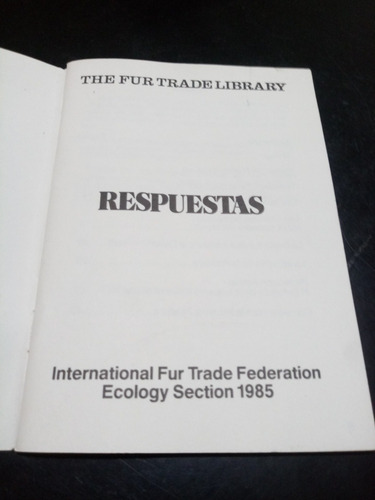 THE FUR TRADE LIBRARY
RESPUESTAS
International Fur Trade Federation
Ecology Section 1985